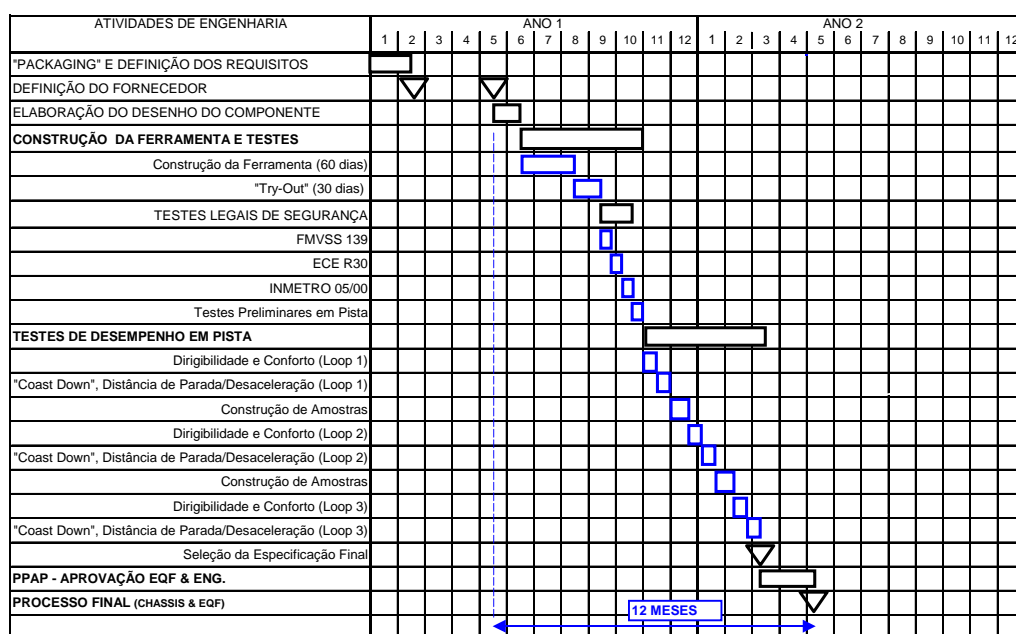 ATIVIDADES DE ENGENHARIA ANO 1 ANO 2
1 2 3 4 5 6 7 8 9 10 11 12 1 2 3 4 5 6 7 8 9 10 11 12
"PACKAGING" E DEFINIÇÃO DOS REQUISITOS
DEFINIÇÃO DO FORNECEDOR
ELABORAÇÃO DO DESENHO DO COMPONENTE
CONSTRUÇÃO DA FERRAMENTA E TESTES
Construção da Ferramenta (60 dias)
"Try-Out" (30 dias)
TESTES LEGAIS DE SEGURANÇA
FMVSS 139
ECE R30
INMETRO 05/00
Testes Preliminares em Pista
TESTES DE DESEMPENHO EM PISTA
Dirigibilidade e Conforto (Loop 1)
"Coast Down", Distância de Parada/Desaceleração (Loop 1)
Construção de Amostras
Dirigibilidade e Conforto (Loop 2)
"Coast Down", Distância de Parada/Desaceleração (Loop 2)
Construção de Amostras
Dirigibilidade e Conforto (Loop 3)
"Coast Down", Distância de Parada/Desaceleração (Loop 3)
Seleção da Especificação Final
PPAP - APROVAÇÃO EQF & ENG.
PROCESSO FINAL (CHASSIS & EQF)
12 MESES